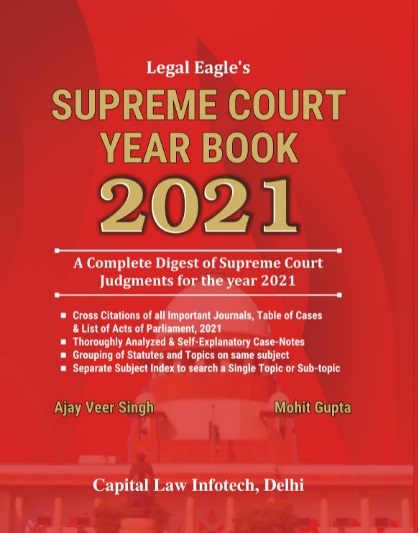 Legal Eagle's
SUPREME COURT
YEAR BOOK
2021
A Complete Digest of Supreme Court
Judgments for the year 2021
▪ Cross Citations of all Important Journals, Table of Cases
& List of Acts of Parliament, 2021
▪ Thoroughly Analyzed & Self-Explanatory Case-Notes
▪ Grouping of Statutes and Topics on same subject
▪ Separate Subject Index to search a Single Topic or Sub-topic
Ajay Veer Singh Mohit Gupta
Capital Law Infotech, Delhi